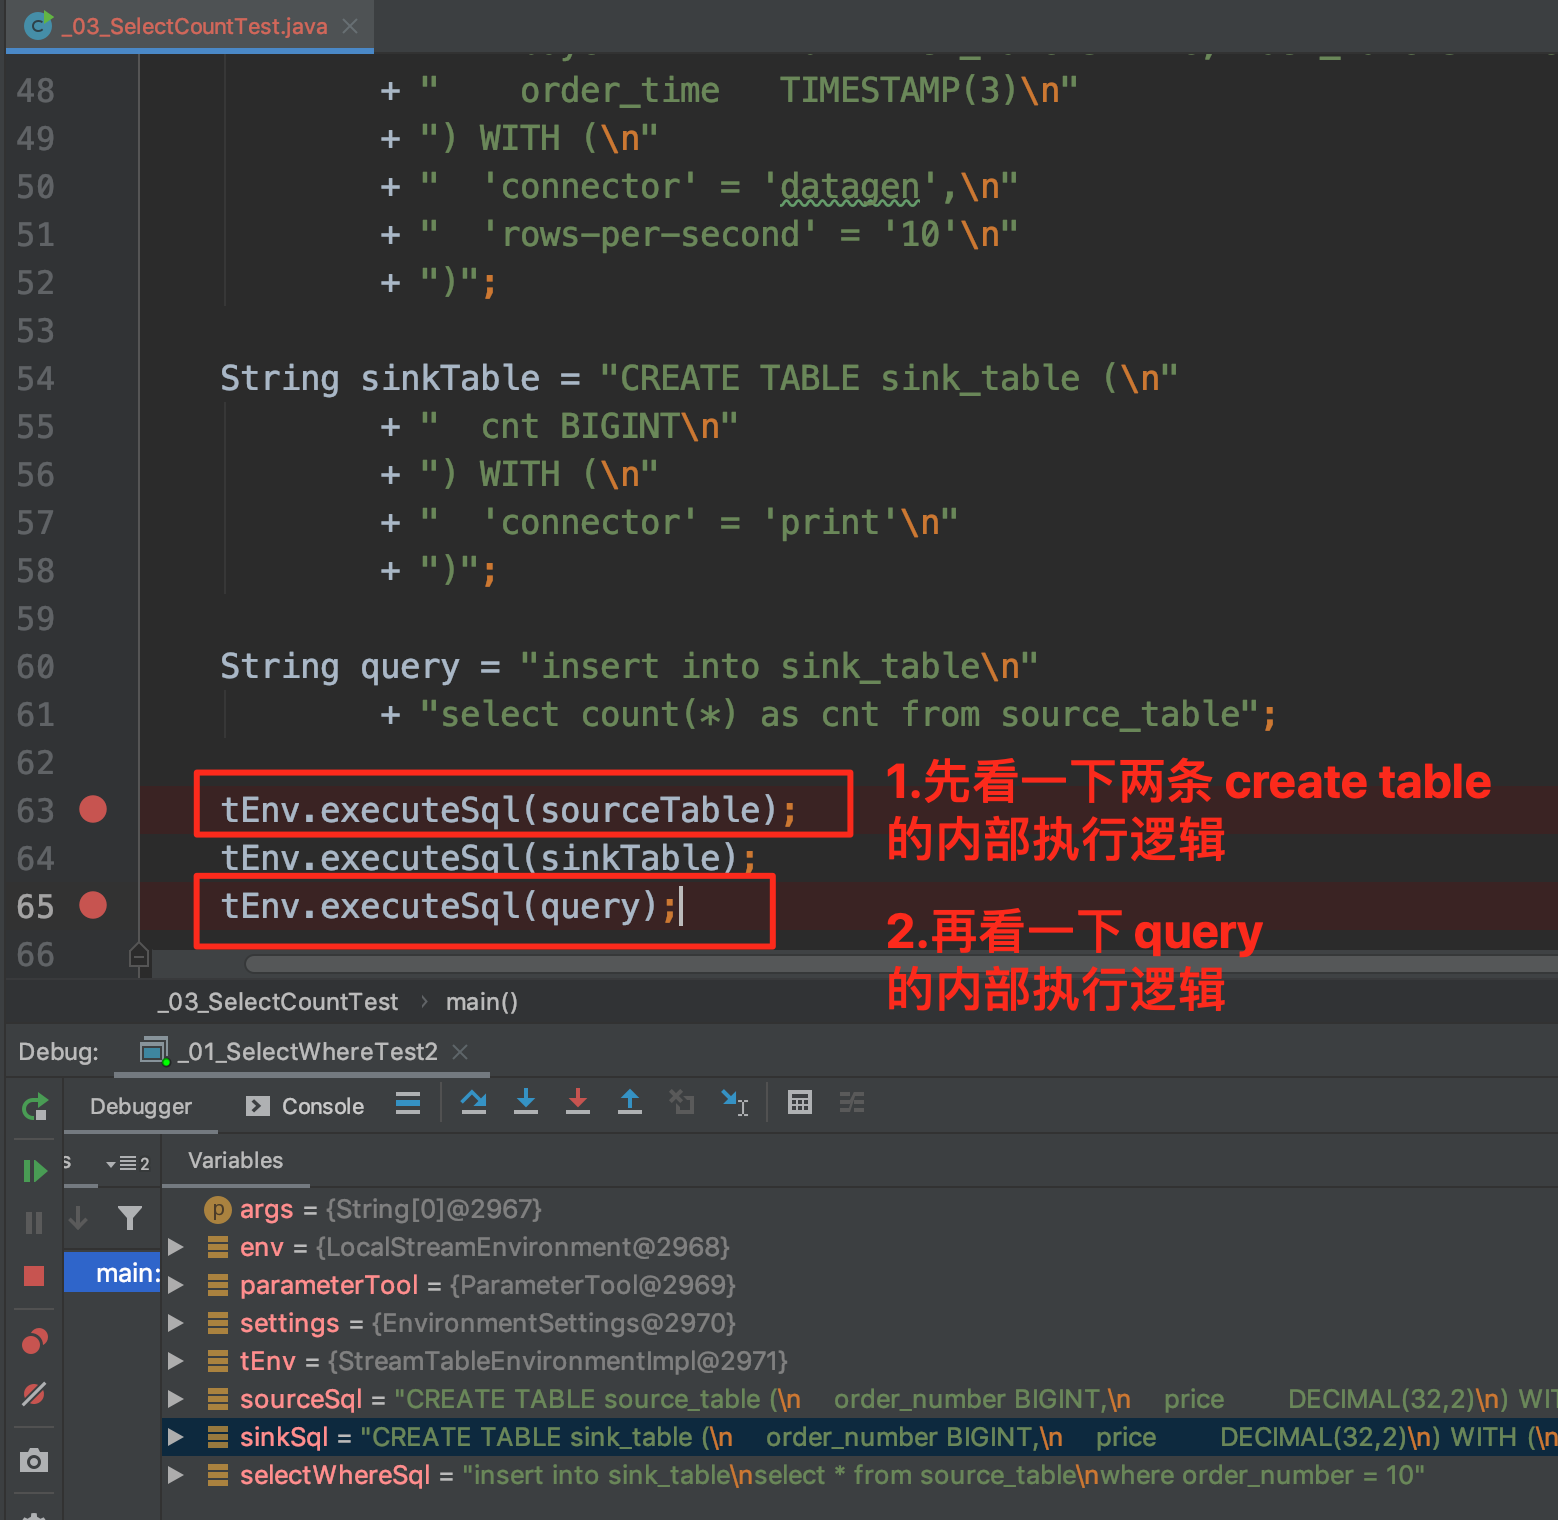 _03_SelectCountTest.java
48 + "    order_time   TIMESTAMP(3)\n"
49 + ") WITH (\n"
50 + "  'connector' = 'datagen',\n"
51 + "  'rows-per-second' = '10'\n"
52 + ")";
53
54 String sinkTable = "CREATE TABLE sink_table (\n"
55 + "  cnt BIGINT\n"
56 + ") WITH (\n"
57 + "  'connector' = 'print'\n"
58 + ")";
59
60 String query = "insert into sink_table\n"
61 + "select count(*) as cnt from source_table";
62
63 tEnv.executeSql(sourceTable);
64 tEnv.executeSql(sinkTable);
65 tEnv.executeSql(query);
66
1.先看一下两条 create table
的内部执行逻辑
2.再看一下 query
的内部执行逻辑
_03_SelectCountTest › main()
Debug: _01_SelectWhereTest2
Debugger Console
s 2 Variables
main:
args = {String[0]@2967}
env = {LocalStreamEnvironment@2968}
parameterTool = {ParameterTool@2969}
settings = {EnvironmentSettings@2970}
tEnv = {StreamTableEnvironmentImpl@2971}
sourceSql = "CREATE TABLE source_table (\n    order_number BIGINT,\n    price        DECIMAL(32,2)\n) WIT
sinkSql = "CREATE TABLE sink_table (\n    order_number BIGINT,\n    price        DECIMAL(32,2)\n) WITH (\n
selectWhereSql = "insert into sink_table\nselect * from source_table\nwhere order_number = 10"